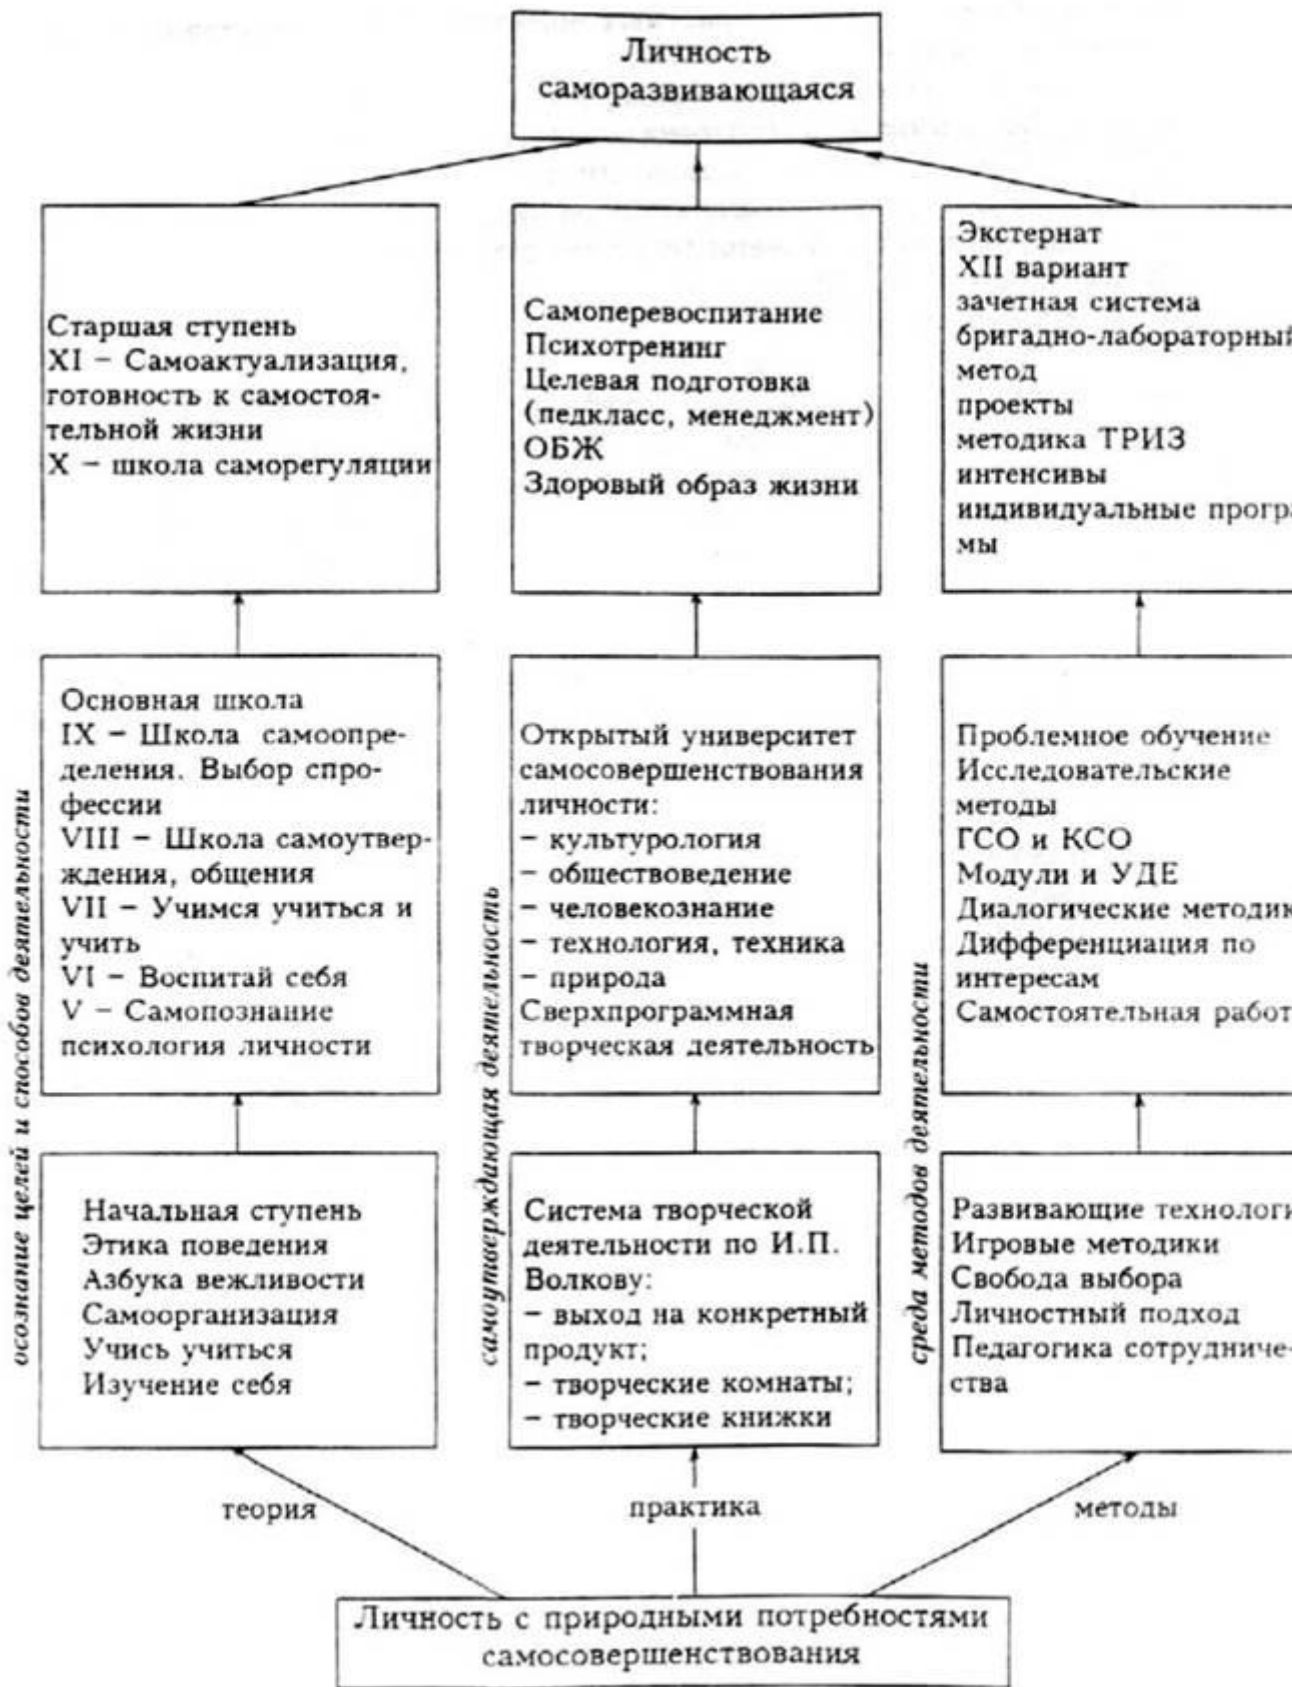 Личность
саморазвивающаяся
Старшая ступень
XI – Самоактуализация,
готовность к самостоя-
тельной жизни
X – школа саморегуляции
Самоперевоспитание
Психотренинг
Целевая подготовка
(педкласс, менеджмент)
ОБЖ
Здоровый образ жизни
Экстернат
XII вариант
зачетная система
бригадно-лабораторный
метод
проекты
методика ТРИЗ
интенсивы
индивидуальные програ
мы
осознание целей и способов деятельности
Основная школа
IX – Школа самоопре-
деления. Выбор спро-
фессии
VIII – Школа самоутвер-
ждения, общения
VII – Учимся учиться и
учить
VI – Воспитай себя
V – Самопознание
психология личности
самоутверждающая деятельность
Открытый университет
самосовершенствования
личности:
– культурология
– обществоведение
– человекознание
– технология, техника
– природа
Сверхпрограммная
творческая деятельность
среда методов деятельности
Проблемное обучение
Исследовательские
методы
ГСО и КСО
Модули и УДЕ
Диалогические методик
Дифференциация по
интересам
Самостоятельная работ
Начальная ступень
Этика поведения
Азбука вежливости
Самоорганизация
Учись учиться
Изучение себя
Система творческой
деятельности по И.П.
Волкову:
– выход на конкретный
продукт;
– творческие комнаты;
– творческие книжки
Развивающие технологи
Игровые методики
Свобода выбора
Личностный подход
Педагогика сотрудниче-
ства
теория
практика
методы
Личность с природными потребностями
самосовершенствования